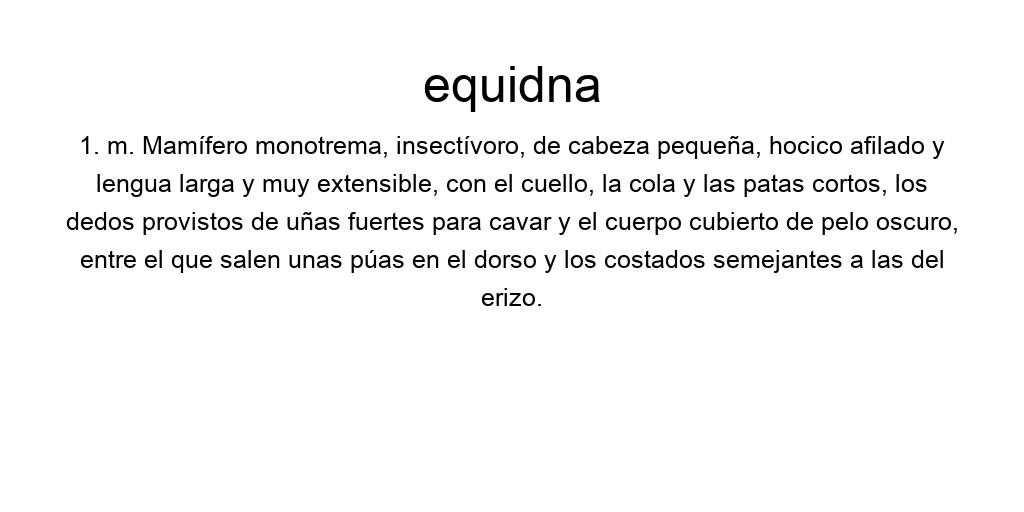 equidna
1. m. Mamífero monotrema, insectívoro, de cabeza pequeña, hocico afilado y
lengua larga y muy extensible, con el cuello, la cola y las patas cortos, los
dedos provistos de uñas fuertes para cavar y el cuerpo cubierto de pelo oscuro,
entre el que salen unas púas en el dorso y los costados semejantes a las del
erizo.